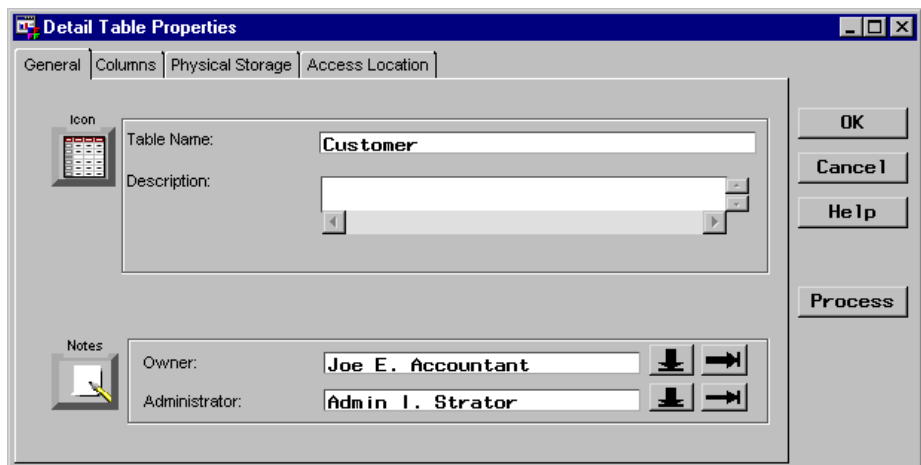 Detail Table Properties
General Columns Physical Storage Access Location
Icon
Table Name: Customer
Description:
OK
Cancel
Help
Process
Notes
Owner: Joe E. Accountant
Administrator: Admin I. Strator